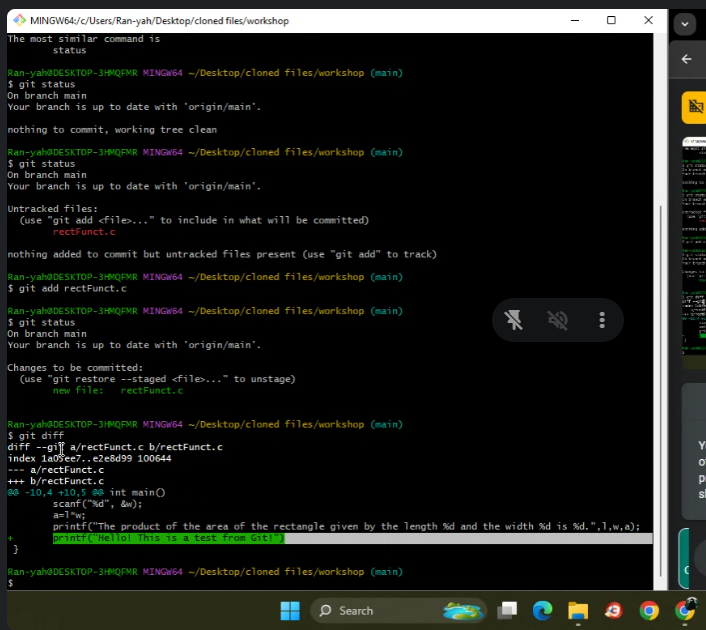 MINGW64:/c/Users/Ran-yah/Desktop/cloned files/workshop
The most similar command is
        status
Ran-yah@DESKTOP-3HMQFMR MINGW64 ~/Desktop/cloned files/workshop (main)
$ git status
On branch main
Your branch is up to date with 'origin/main'.
nothing to commit, working tree clean
Ran-yah@DESKTOP-3HMQFMR MINGW64 ~/Desktop/cloned files/workshop (main)
$ git status
On branch main
Your branch is up to date with 'origin/main'.
Untracked files:
  (use "git add <file>..." to include in what will be committed)
        rectFunct.c
nothing added to commit but untracked files present (use "git add" to track)
Ran-yah@DESKTOP-3HMQFMR MINGW64 ~/Desktop/cloned files/workshop (main)
$ git add rectFunct.c
Ran-yah@DESKTOP-3HMQFMR MINGW64 ~/Desktop/cloned files/workshop (main)
$ git status
On branch main
Your branch is up to date with 'origin/main'.
Changes to be committed:
  (use "git restore --staged <file>..." to unstage)
        new file:   rectFunct.c
Ran-yah@DESKTOP-3HMQFMR MINGW64 ~/Desktop/cloned files/workshop (main)
$ git diff
diff --git a/rectFunct.c b/rectFunct.c
index 1a05ee7..e2e8d99 100644
--- a/rectFunct.c
+++ b/rectFunct.c
@@ -10,4 +10,5 @@ int main()
        scanf("%d", &w);
        a=l*w;
        printf("The product of the area of the rectangle given by the length %d and the width %d is %d.",l,w,a);
+       printf("Hello! This is a test from Git!")
 }
Ran-yah@DESKTOP-3HMQFMR MINGW64 ~/Desktop/cloned files/workshop (main)
$
Search